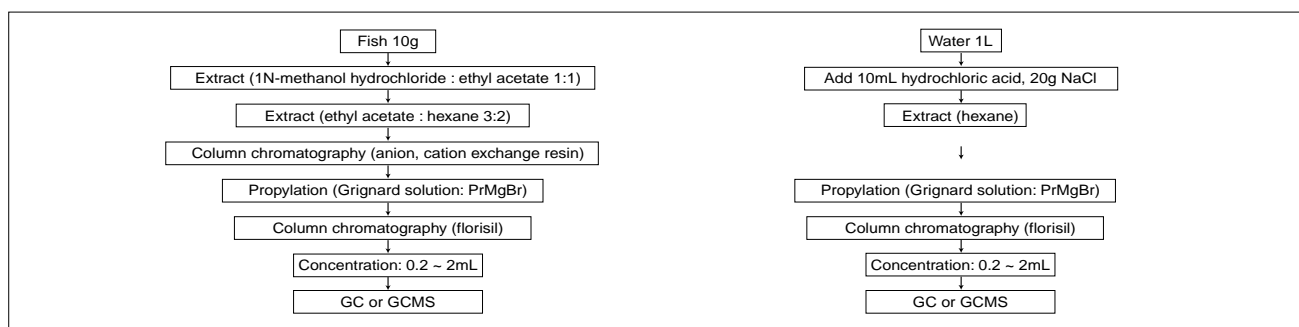 Fish 10g
Extract (1N-methanol hydrochloride : ethyl acetate 1:1)
Extract (ethyl acetate : hexane 3:2)
Column chromatography (anion, cation exchange resin)
Propylation (Grignard solution: PrMgBr)
Column chromatography (florisil)
Concentration: 0.2 ~ 2mL
GC or GCMS
Water 1L
Add 10mL hydrochloric acid, 20g NaCl
Extract (hexane)
Propylation (Grignard solution: PrMgBr)
Column chromatography (florisil)
Concentration: 0.2 ~ 2mL
GC or GCMS